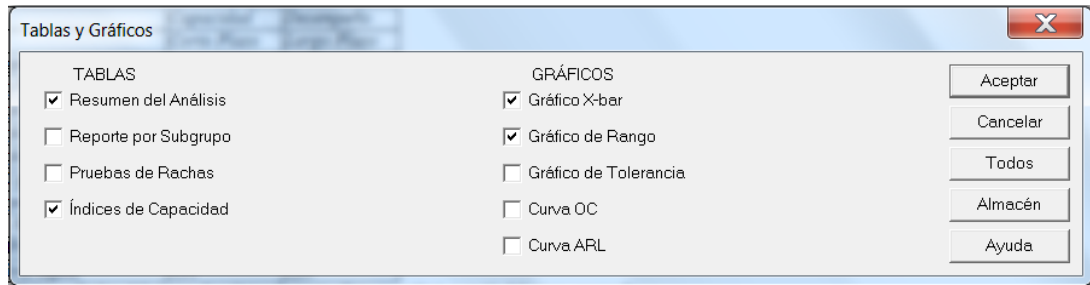 Tablas y Gráficos
TABLAS
Resumen del Análisis
Reporte por Subgrupo
Pruebas de Rachas
Índices de Capacidad
GRÁFICOS
Gráfico X-bar
Gráfico de Rango
Gráfico de Tolerancia
Curva OC
Curva ARL
Aceptar
Cancelar
Todos
Almacén
Ayuda